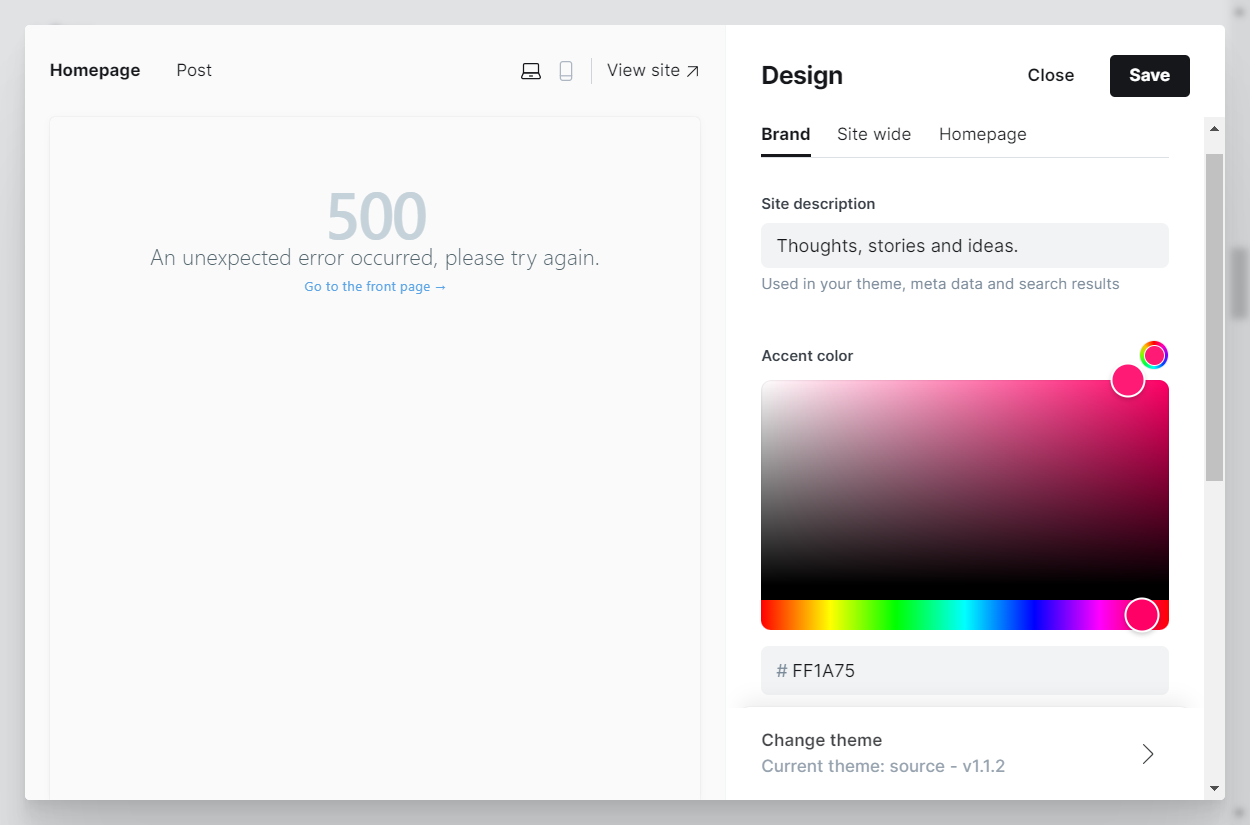 Homepage Post View site ↗
500
An unexpected error occurred, please try again.
Go to the front page →
Design Close Save
Brand Site wide Homepage
Site description
Thoughts, stories and ideas.
Used in your theme, meta data and search results
Accent color
# FF1A75
Change theme
Current theme: source - v1.1.2